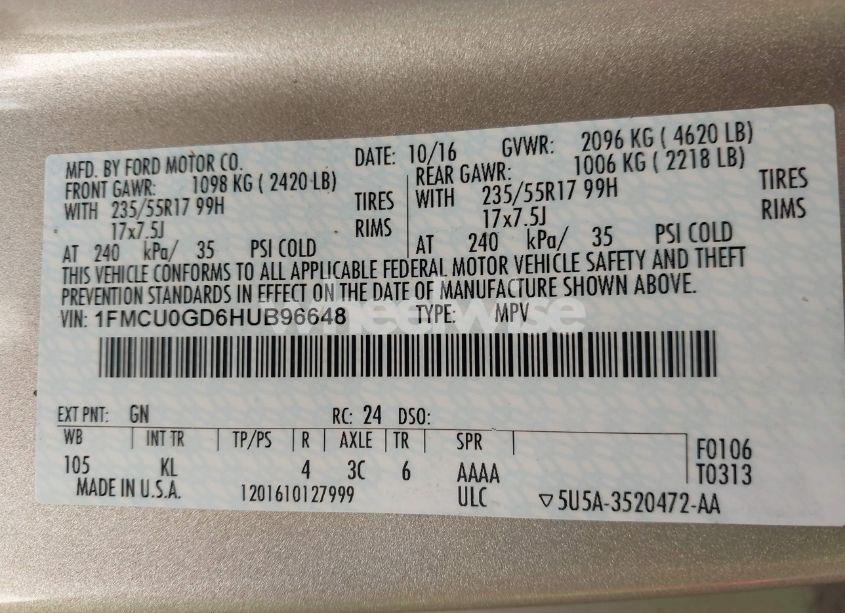 MFD. BY FORD MOTOR CO.
DATE: 10/16 GVWR: 2096 KG ( 4620 LB)
FRONT GAWR: 1098 KG ( 2420 LB)
WITH 235/55R17 99H TIRES
17x7.5J RIMS
AT 240 kPa/ 35 PSI COLD
REAR GAWR: 1006 KG ( 2218 LB)
WITH 235/55R17 99H TIRES
17x7.5J RIMS
AT 240 kPa/ 35 PSI COLD
THIS VEHICLE CONFORMS TO ALL APPLICABLE FEDERAL MOTOR VEHICLE SAFETY AND THEFT
PREVENTION STANDARDS IN EFFECT ON THE DATE OF MANUFACTURE SHOWN ABOVE.
VIN: 1FMCU0GD6HUB96648 TYPE: MPV
EXT PNT: GN RC: 24 DSO:
WB INT TR TP/PS R AXLE TR SPR
105 KL 4 3C 6 AAAA
F0106
T0313
MADE IN U.S.A. 1201610127999 ULC ▽5U5A-3520472-AA